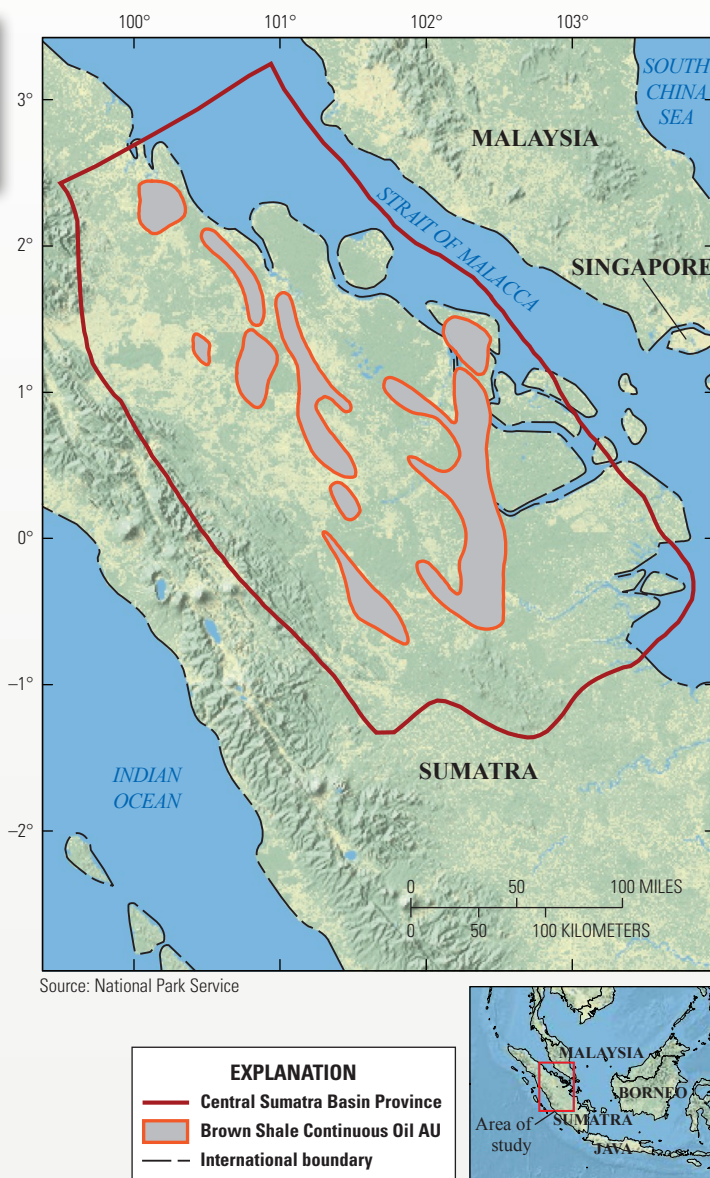 100° 101° 102° 103°
SOUTH
CHINA
SEA
3°
MALAYSIA
STRAIT OF MALACCA
2°
SINGAPORE
1°
0°
–1°
SUMATRA
INDIAN
OCEAN
–2°
0 50 100 MILES
0 50 100 KILOMETERS
Source: National Park Service
EXPLANATION
Central Sumatra Basin Province
Brown Shale Continuous Oil AU
International boundary
MALAYSIA
BORNEO
Area of
study
SUMATRA
JAVA